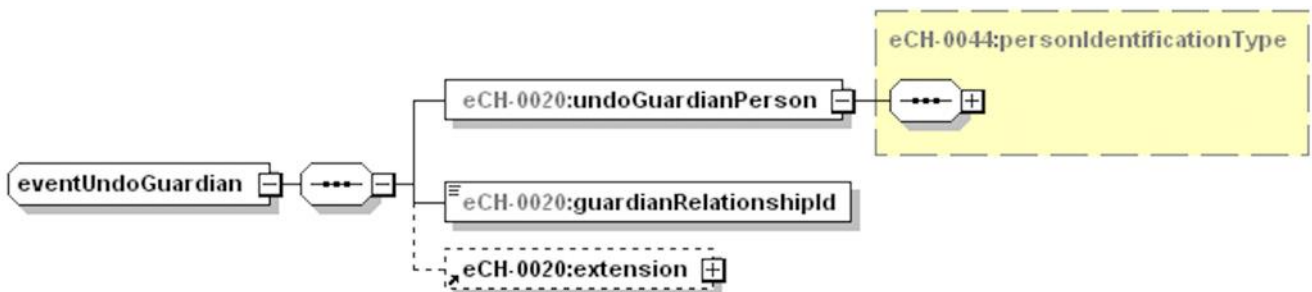 eCH-0044:personIdentificationType
eCH-0020:undoGuardianPerson
eventUndoGuardian
eCH-0020:guardianRelationshipId
eCH-0020:extension